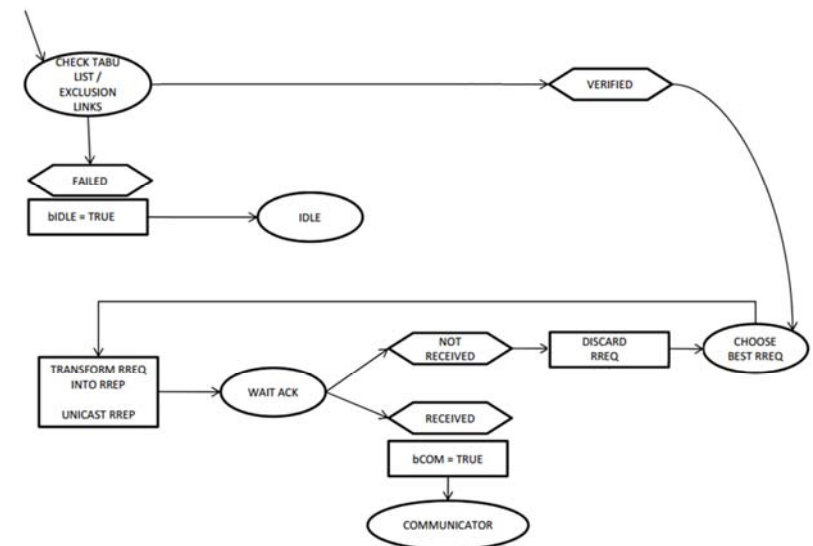 CHECK TABU
LIST /
EXCLUSION
LINKS
VERIFIED
FAILED
bIDLE = TRUE
IDLE
NOT
RECEIVED
DISCARD
RREQ
CHOOSE
BEST RREQ
TRANSFORM RREQ
INTO RREP
UNICAST RREP
WAIT ACK
RECEIVED
bCOM = TRUE
COMMUNICATOR